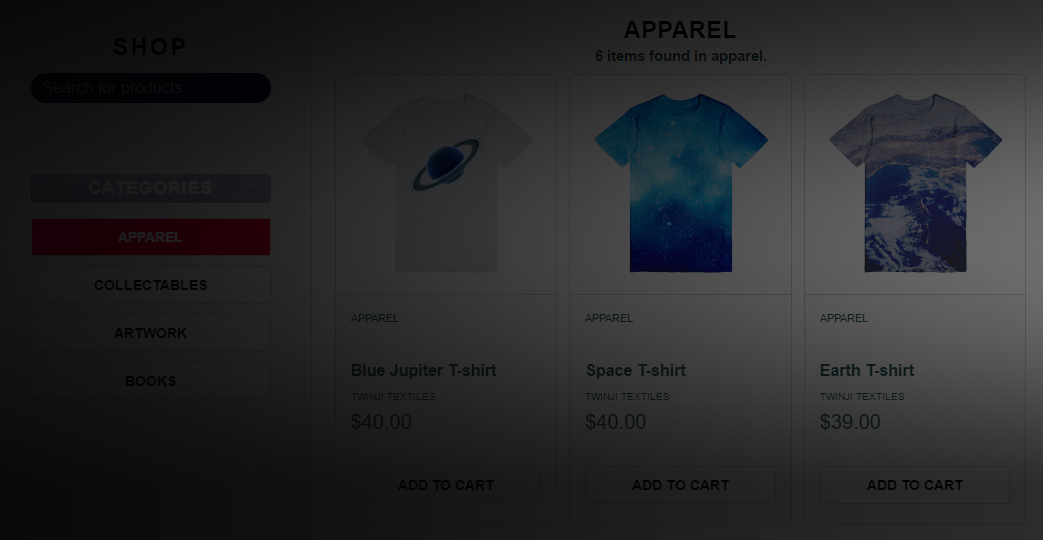 SHOP
Search for products...
CATEGORIES
APPAREL
COLLECTABLES
ARTWORK
BOOKS
APPAREL
6 items found in apparel.
APPAREL
Blue Jupiter T-shirt
TWINJI TEXTILES
$40.00
ADD TO CART
APPAREL
Space T-shirt
TWINJI TEXTILES
$40.00
ADD TO CART
APPAREL
Earth T-shirt
TWINJI TEXTILES
$39.00
ADD TO CART